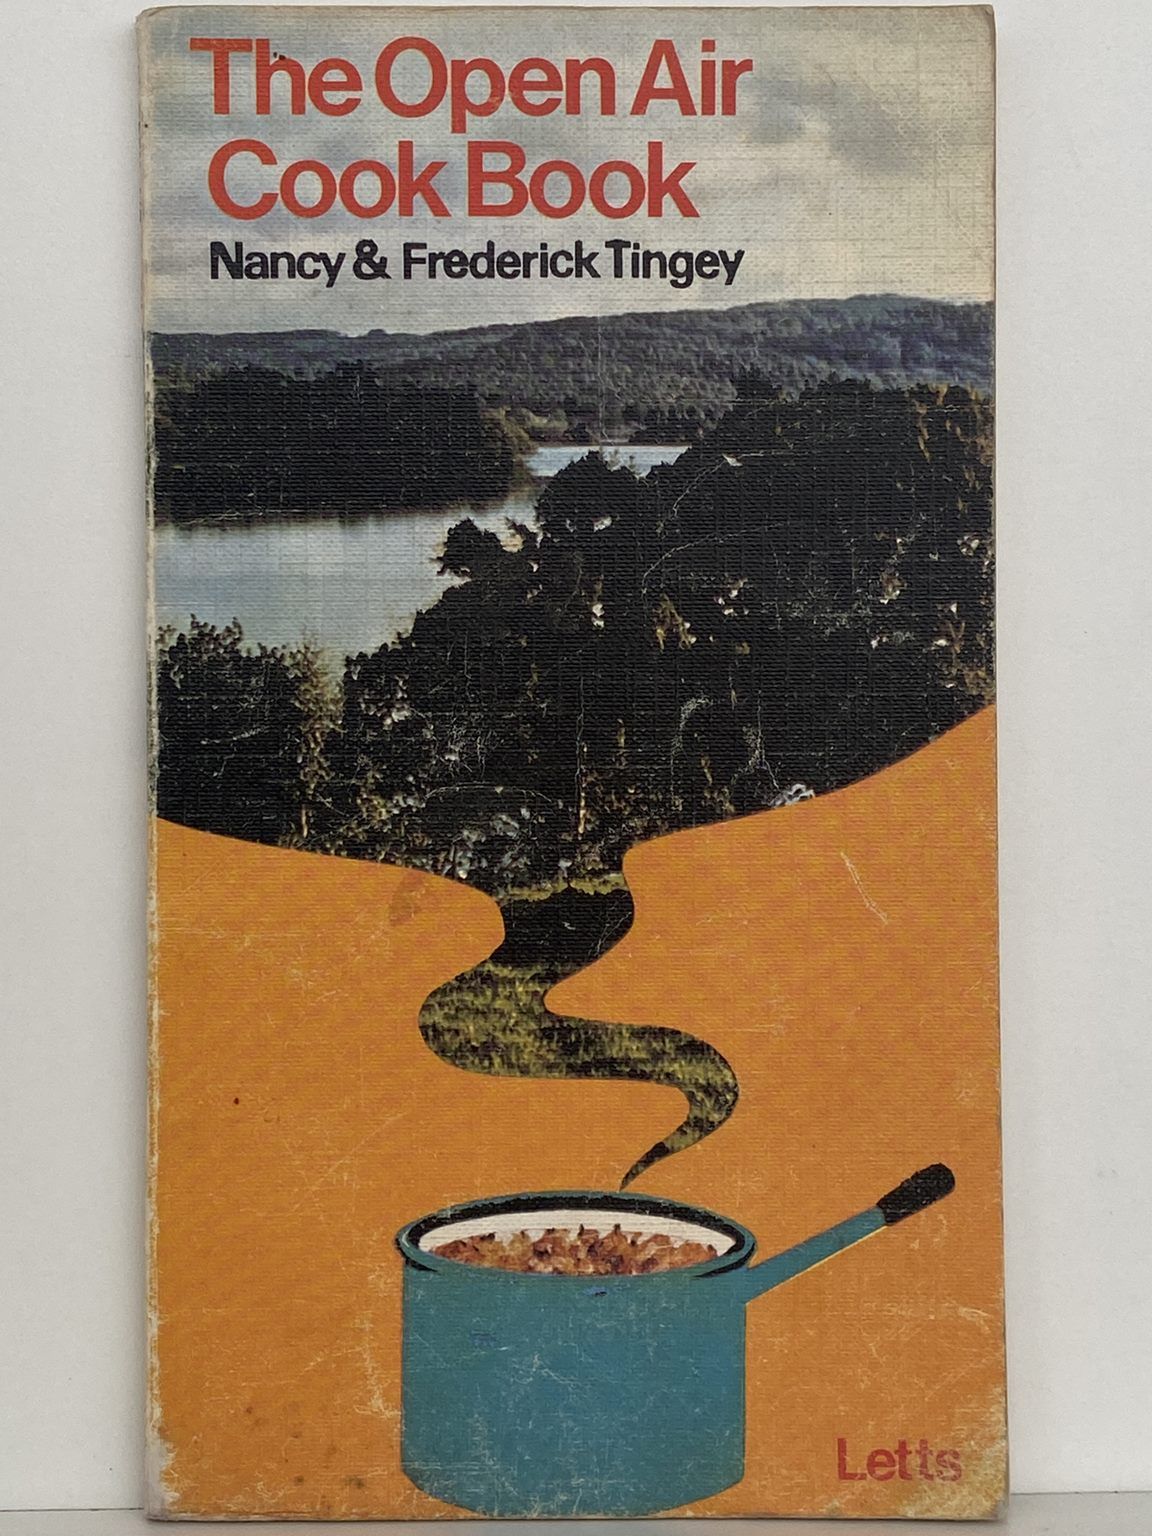 The Open Air
Cook Book
Nancy & Frederick Tingey
Letts